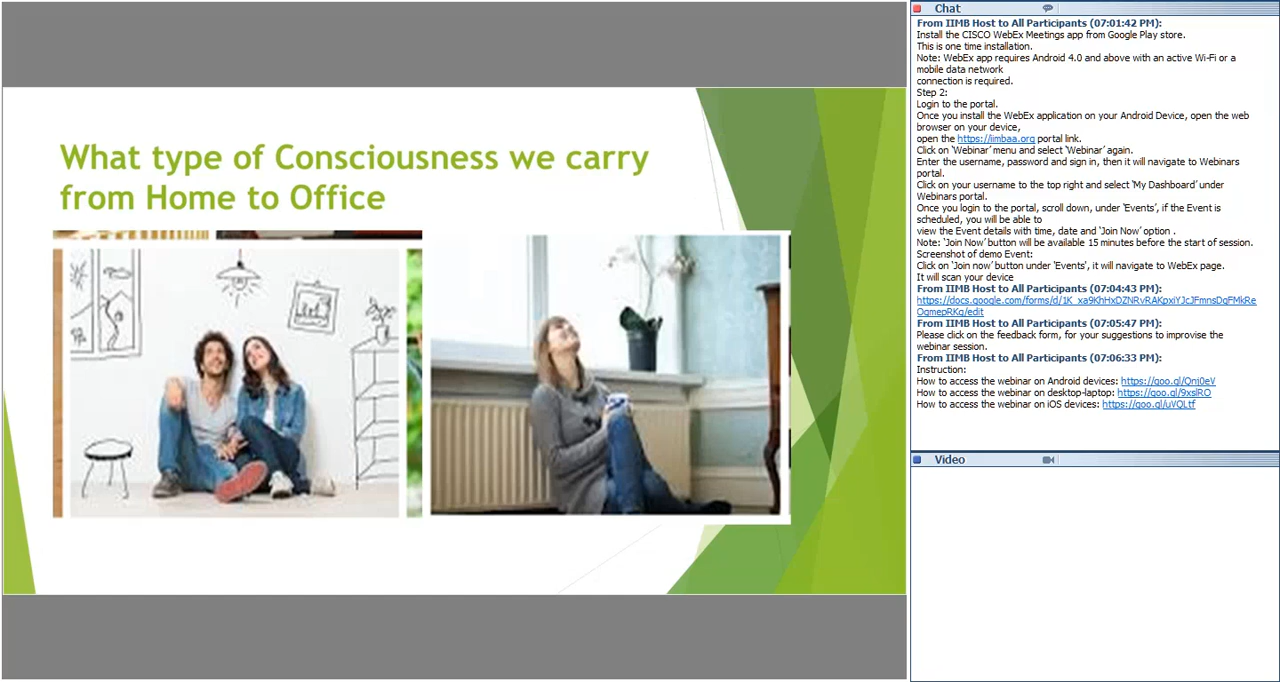 What type of Consciousness we carry
from Home to Office
Chat
From IIMB Host to All Participants (07:01:42 PM):
Install the CISCO WebEx Meetings app from Google Play store.
This is one time installation.
Note: WebEx app requires Android 4.0 and above with an active Wi-Fi or a
mobile data network
connection is required.
Step 2:
Login to the portal.
Once you install the WebEx application on your Android Device, open the web
browser on your device,
open the https://iimbaa.org portal link.
Click on 'Webinar' menu and select 'Webinar' again.
Enter the username, password and sign in, then it will navigate to Webinars
portal.
Click on your username to the top right and select 'My Dashboard' under
Webinars portal.
Once you login to the portal, scroll down, under 'Events', if the Event is
scheduled, you will be able to
view the Event details with time, date and 'Join Now' option .
Note: 'Join Now' button will be available 15 minutes before the start of session.
Screenshot of demo Event:
Click on 'Join now' button under 'Events', it will navigate to WebEx page.
It will scan your device
From IIMB Host to All Participants (07:04:43 PM):
From IIMB Host to All Participants (07:05:47 PM):
Please click on the feedback form, for your suggestions to improvise the
webinar session.
From IIMB Host to All Participants (07:06:33 PM):
Instruction:
How to access the webinar on Android devices: https://goo.gl/Qnj0eV
How to access the webinar on desktop-laptop: https://goo.gl/9xslRO
How to access the webinar on iOS devices: https://goo.gl/uVQLtf
Video